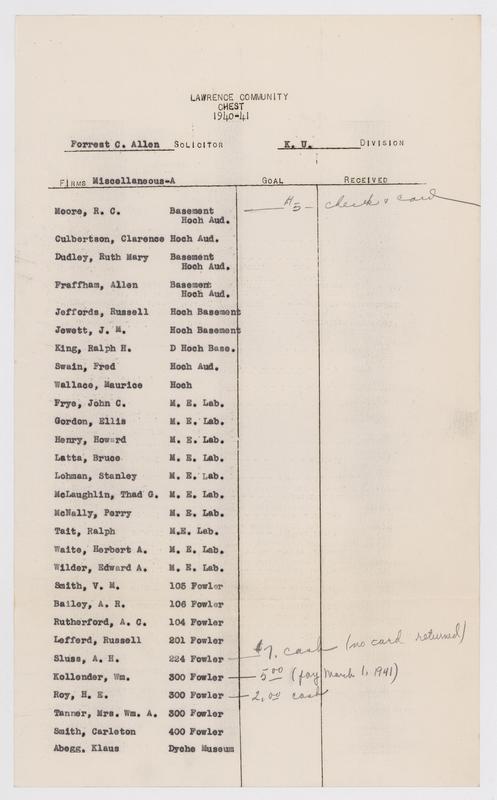 LAWRENCE COMMUNITY
CHEST
1940-41
Forrest C. Allen SOLICITOR K. U. DIVISION
FIRMS Miscellaneous-A GOAL RECEIVED
Moore, R. C. Basement $5- check & card
Hoch Aud.
Culbertson, Clarence Hoch Aud.
Dudley, Ruth Mary Basement
Hoch Aud.
Fraffham, Allen Basement
Hoch Aud.
Jeffords, Russell Hoch Basement
Jewett, J. M. Hoch Basement
King, Ralph H. D Hoch Base.
Swain, Fred Hoch Aud.
Wallace, Maurice Hoch
Frye, John C. M. E. Lab.
Gordon, Ellis M. E. Lab.
Henry, Howard M. E. Lab.
Latta, Bruce M. E. Lab.
Lohman, Stanley M. E. Lab.
McLaughlin, Thad G. M. E. Lab.
McNally, Perry M. E. Lab.
Tait, Ralph M.E. Lab.
Waite, Herbert A. M. E. Lab.
Wilder, Edward A. M. E. Lab.
Smith, V. M. 105 Fowler
Bailey, A. R. 106 Fowler
Rutherford, A. C. 104 Fowler
Lefferd, Russell 201 Fowler
Sluss, A. H. 224 Fowler $7. cash (no card returned)
Kollender, Wm. 300 Fowler 5.00 (pay March 1, 1941)
Roy, H. E. 300 Fowler 2.00 cash
Tanner, Mrs. Wm. A. 300 Fowler
Smith, Carleton 400 Fowler
Abegg. Klaus Dyche Museum